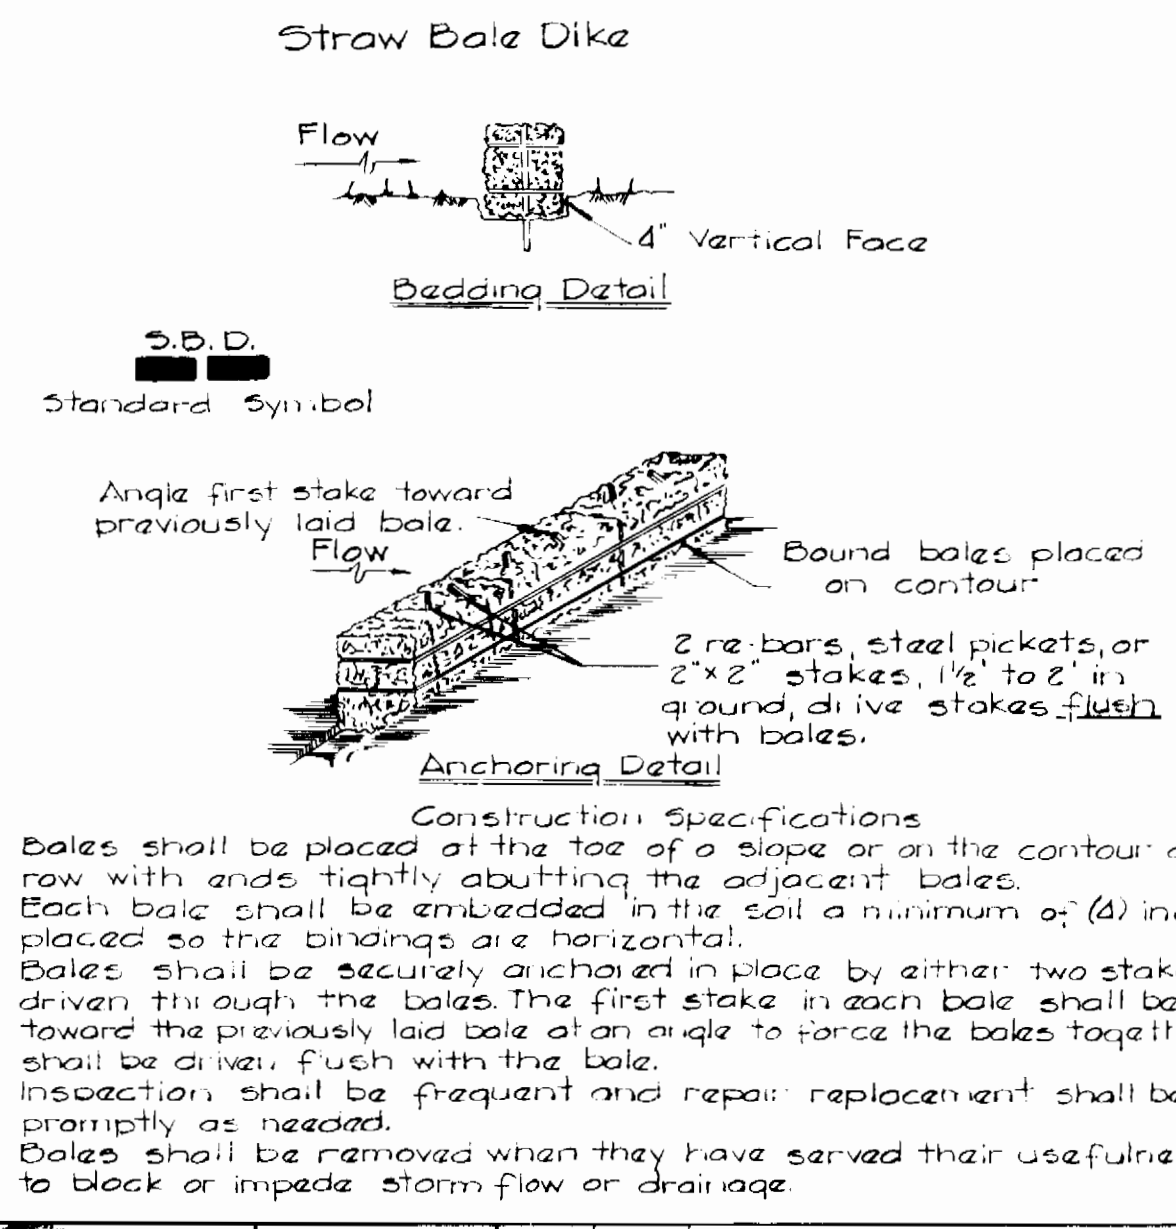 Straw Bale Dike
Flow
4" Vertical Face
Bedding Detail
S.B.D.
Standard Symbol
Angle first stake toward
previously laid bale.
Flow
Bound bales placed
on contour
2 re-bars, steel pickets, or
2"x2" stakes, 1½' to 2' in
ground, drive stakes flush
with bales.
Anchoring Detail
Construction Specifications
Bales shall be placed at the toe of a slope or on the contour
row with ends tightly abutting the adjacent bales.
Each bale shall be embedded in the soil a minimum of (4)
placed so the bindings are horizontal.
Bales shall be securely anchored in place by either two
driven through the bales. The first stake in each bale shall be
toward the previously laid bale at an angle to force the bales
shall be driven flush with the bale.
Inspection shall be frequent and repair replacement shall be
promptly as needed.
Bales shall be removed when they have served their
to block or impede storm flow or drainage.